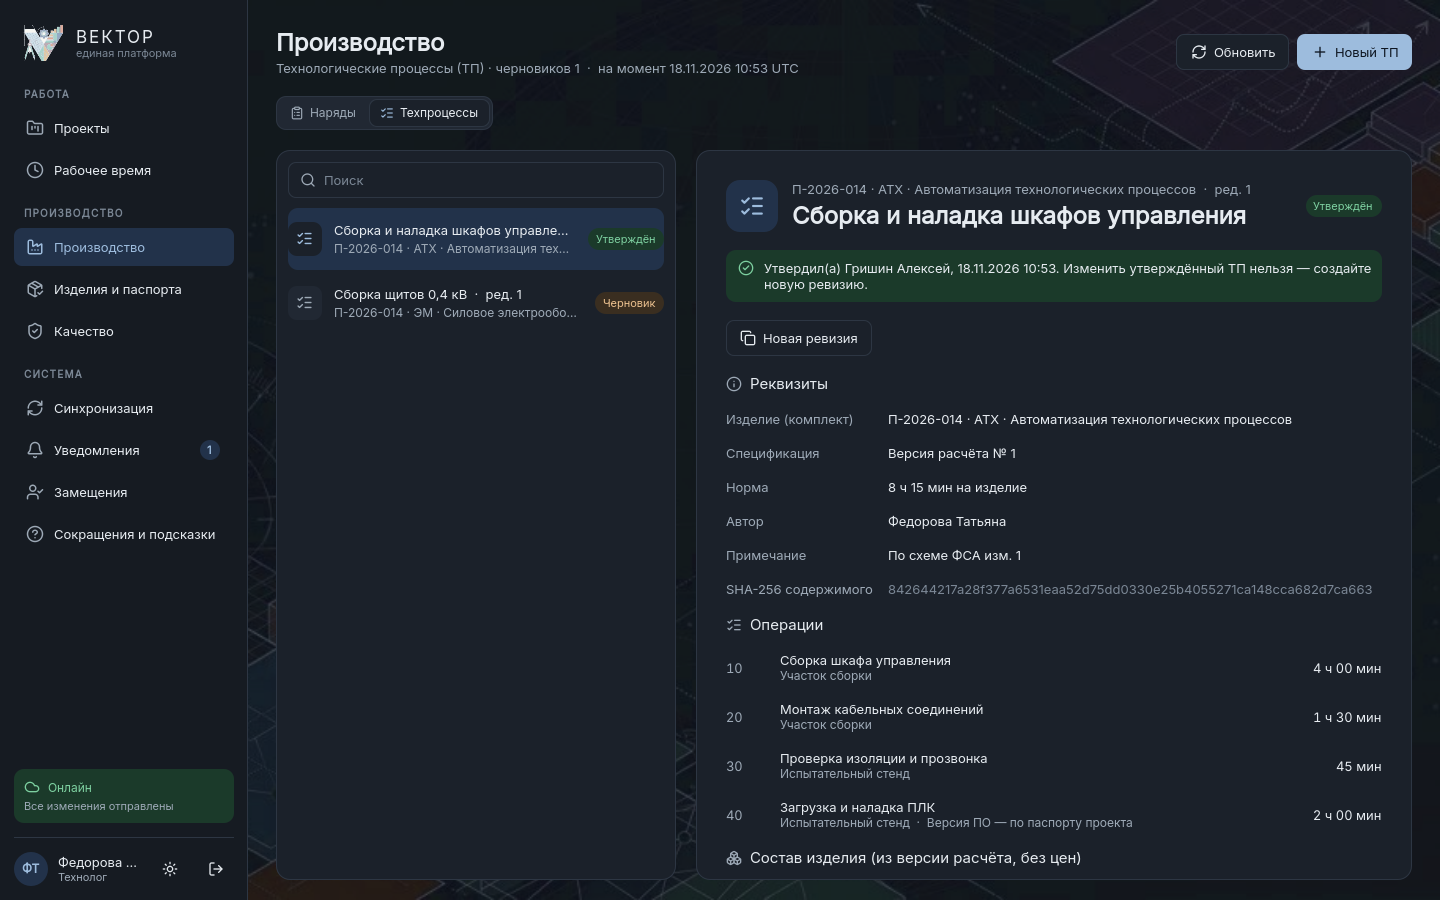 ВЕКТОР
единая платформа
РАБОТА
Проекты
Рабочее время
ПРОИЗВОДСТВО
Производство
Изделия и паспорта
Качество
СИСТЕМА
Синхронизация
Уведомления 1
Замещения
Сокращения и подсказки
Онлайн
Все изменения отправлены
ФТ
Федорова ...
Технолог
Производство
Технологические процессы (ТП) · черновиков 1 · на момент 18.11.2026 10:53 UTC
Обновить
Новый ТП
Наряды
Техпроцессы
Поиск
Сборка и наладка шкафов управле...
П-2026-014 · АТХ · Автоматизация тех...
Утверждён
Сборка щитов 0,4 кВ · ред. 1
П-2026-014 · ЭМ · Силовое электрообо...
Черновик
П-2026-014 · АТХ · Автоматизация технологических процессов · ред. 1
Сборка и наладка шкафов управления
Утверждён
Утвердил(а) Гришин Алексей, 18.11.2026 10:53. Изменить утверждённый ТП нельзя — создайте
новую ревизию.
Новая ревизия
Реквизиты
Изделие (комплект) П-2026-014 · АТХ · Автоматизация технологических процессов
Спецификация Версия расчёта № 1
Норма 8 ч 15 мин на изделие
Автор Федорова Татьяна
Примечание По схеме ФСА изм. 1
SHA-256 содержимого 842644217a28f377a6531eaa52d75dd0330e25b4055271ca148cca682d7ca663
Операции
10 Сборка шкафа управления 4 ч 00 мин
Участок сборки
20 Монтаж кабельных соединений 1 ч 30 мин
Участок сборки
30 Проверка изоляции и прозвонка 45 мин
Испытательный стенд
40 Загрузка и наладка ПЛК 2 ч 00 мин
Испытательный стенд · Версия ПО — по паспорту проекта
Состав изделия (из версии расчёта, без цен)